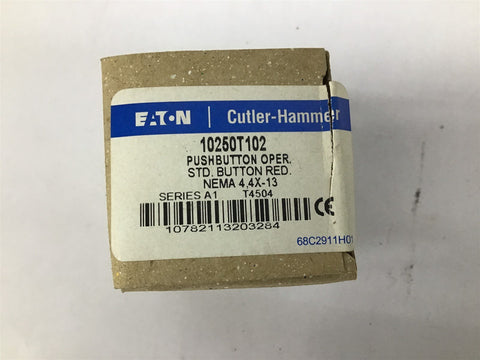 EATON | Cutler-Hammer
10250T102
PUSHBUTTON OPER.
STD. BUTTON RED.
NEMA 4,4X-13
SERIES A1 T4504
CE
10782113203284
68C2911H01